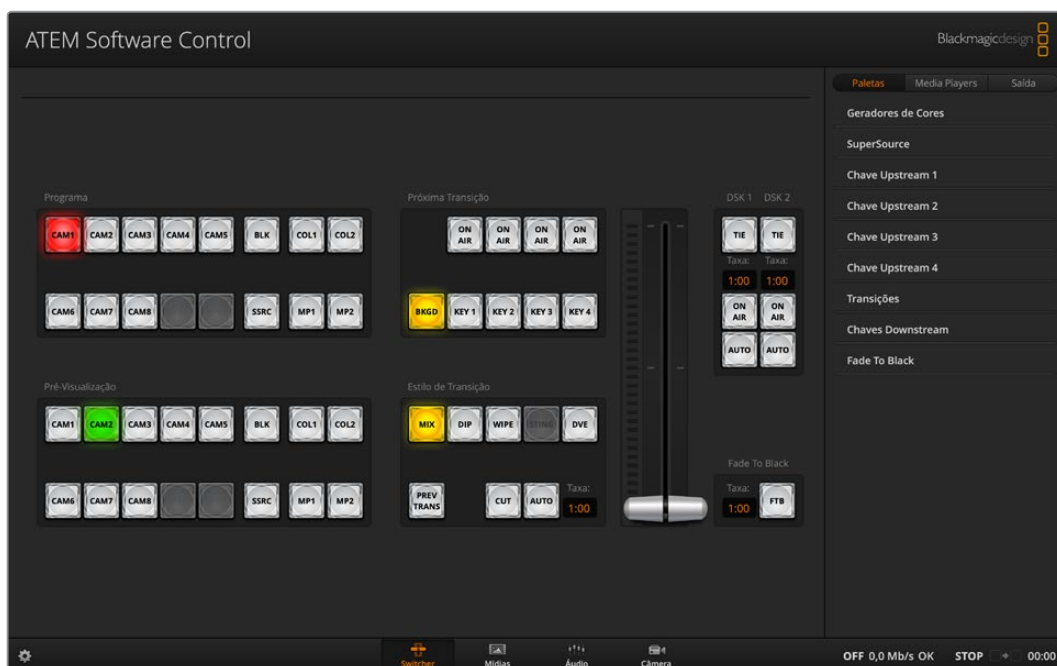 ATEM Software Control
Blackmagicdesign
Paletas Media Players Saída
Geradores de Cores
SuperSource
Chave Upstream 1
Chave Upstream 2
Chave Upstream 3
Chave Upstream 4
Transições
Chaves Downstream
Fade To Black
Programa
CAM1 CAM2 CAM3 CAM4 CAM5 BLK COL1 COL2
CAM6 CAM7 CAM8 SSRC MP1 MP2
Próxima Transição
ON AIR ON AIR ON AIR ON AIR
BKGD KEY 1 KEY 2 KEY 3 KEY 4
DSK 1 DSK 2
TIE TIE
Taxa: Taxa:
1:00 1:00
ON AIR ON AIR
AUTO AUTO
Pré-Visualização
CAM1 CAM2 CAM3 CAM4 CAM5 BLK COL1 COL2
CAM6 CAM7 CAM8 SSRC MP1 MP2
Estilo de Transição
MIX DIP WIPE STING DVE
PREV TRANS CUT AUTO
Taxa:
1:00
Fade To Black
Taxa:
1:00 FTB
Switcher Mídias Áudio Câmera
OFF 0,0 Mb/s OK STOP 00:00